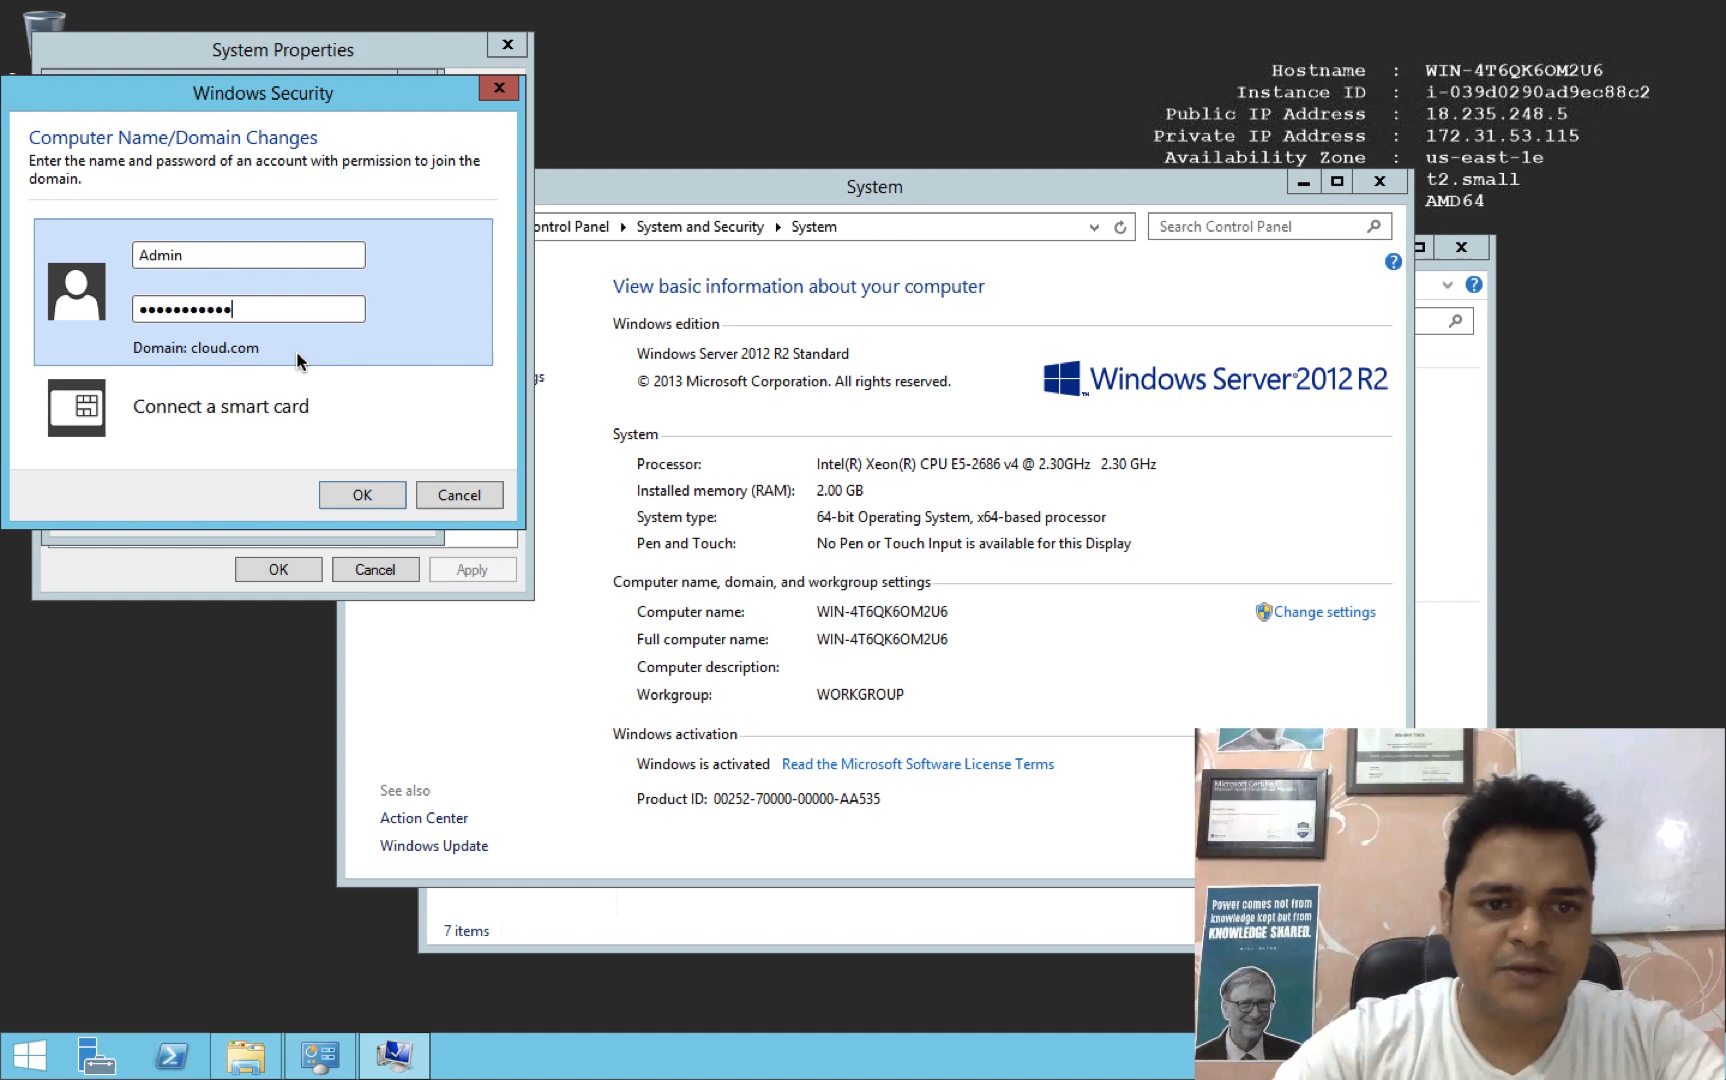 System Properties
Windows Security
Computer Name/Domain Changes
Enter the name and password of an account with permission to join the
domain.
Admin
•••••••••••
Domain: cloud.com
Connect a smart card
OK
Cancel
OK
Cancel
Apply
Hostname : WIN-4T6QK6OM2U6
Instance ID : i-039d0290ad9ec88c2
Public IP Address : 18.235.248.5
Private IP Address : 172.31.53.115
Availability Zone : us-east-1e
t2.small
AMD64
System
ontrol Panel
System and Security
System
Search Control Panel
View basic information about your computer
Windows edition
Windows Server 2012 R2 Standard
© 2013 Microsoft Corporation. All rights reserved.
Windows Server 2012 R2
gs
System
Processor: Intel(R) Xeon(R) CPU E5-2686 v4 @ 2.30GHz 2.30 GHz
Installed memory (RAM): 2.00 GB
System type: 64-bit Operating System, x64-based processor
Pen and Touch: No Pen or Touch Input is available for this Display
Computer name, domain, and workgroup settings
Computer name: WIN-4T6QK6OM2U6
Change settings
Full computer name: WIN-4T6QK6OM2U6
Computer description:
Workgroup: WORKGROUP
Windows activation
Windows is activated Read the Microsoft Software License Terms
Product ID: 00252-70000-00000-AA535
See also
Action Center
Windows Update
7 items
Microsoft Certified
Power comes not from
knowledge kept but from
KNOWLEDGE SHARED.